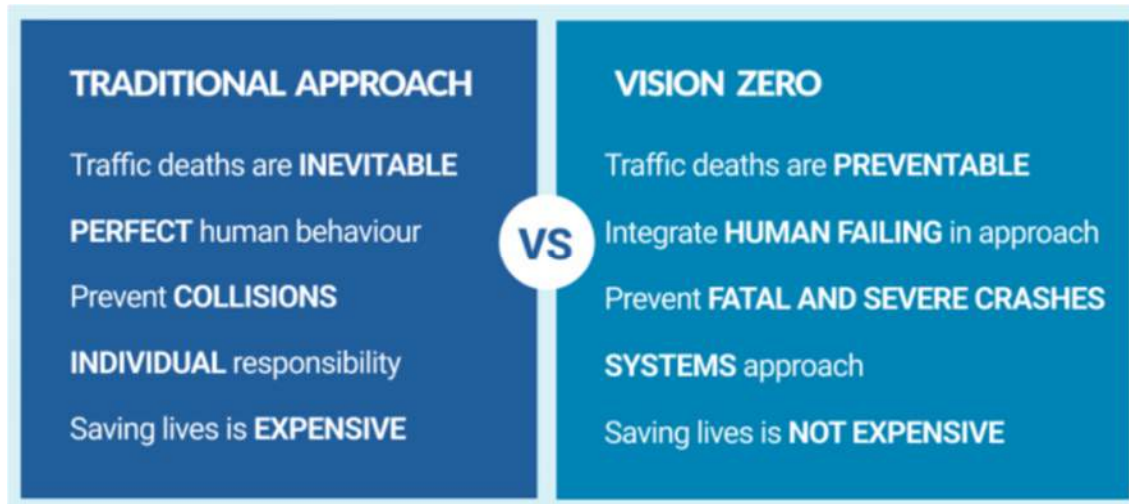 TRADITIONAL APPROACH
Traffic deaths are INEVITABLE
PERFECT human behaviour
Prevent COLLISIONS
INDIVIDUAL responsibility
Saving lives is EXPENSIVE
VS
VISION ZERO
Traffic deaths are PREVENTABLE
Integrate HUMAN FAILING in approach
Prevent FATAL AND SEVERE CRASHES
SYSTEMS approach
Saving lives is NOT EXPENSIVE